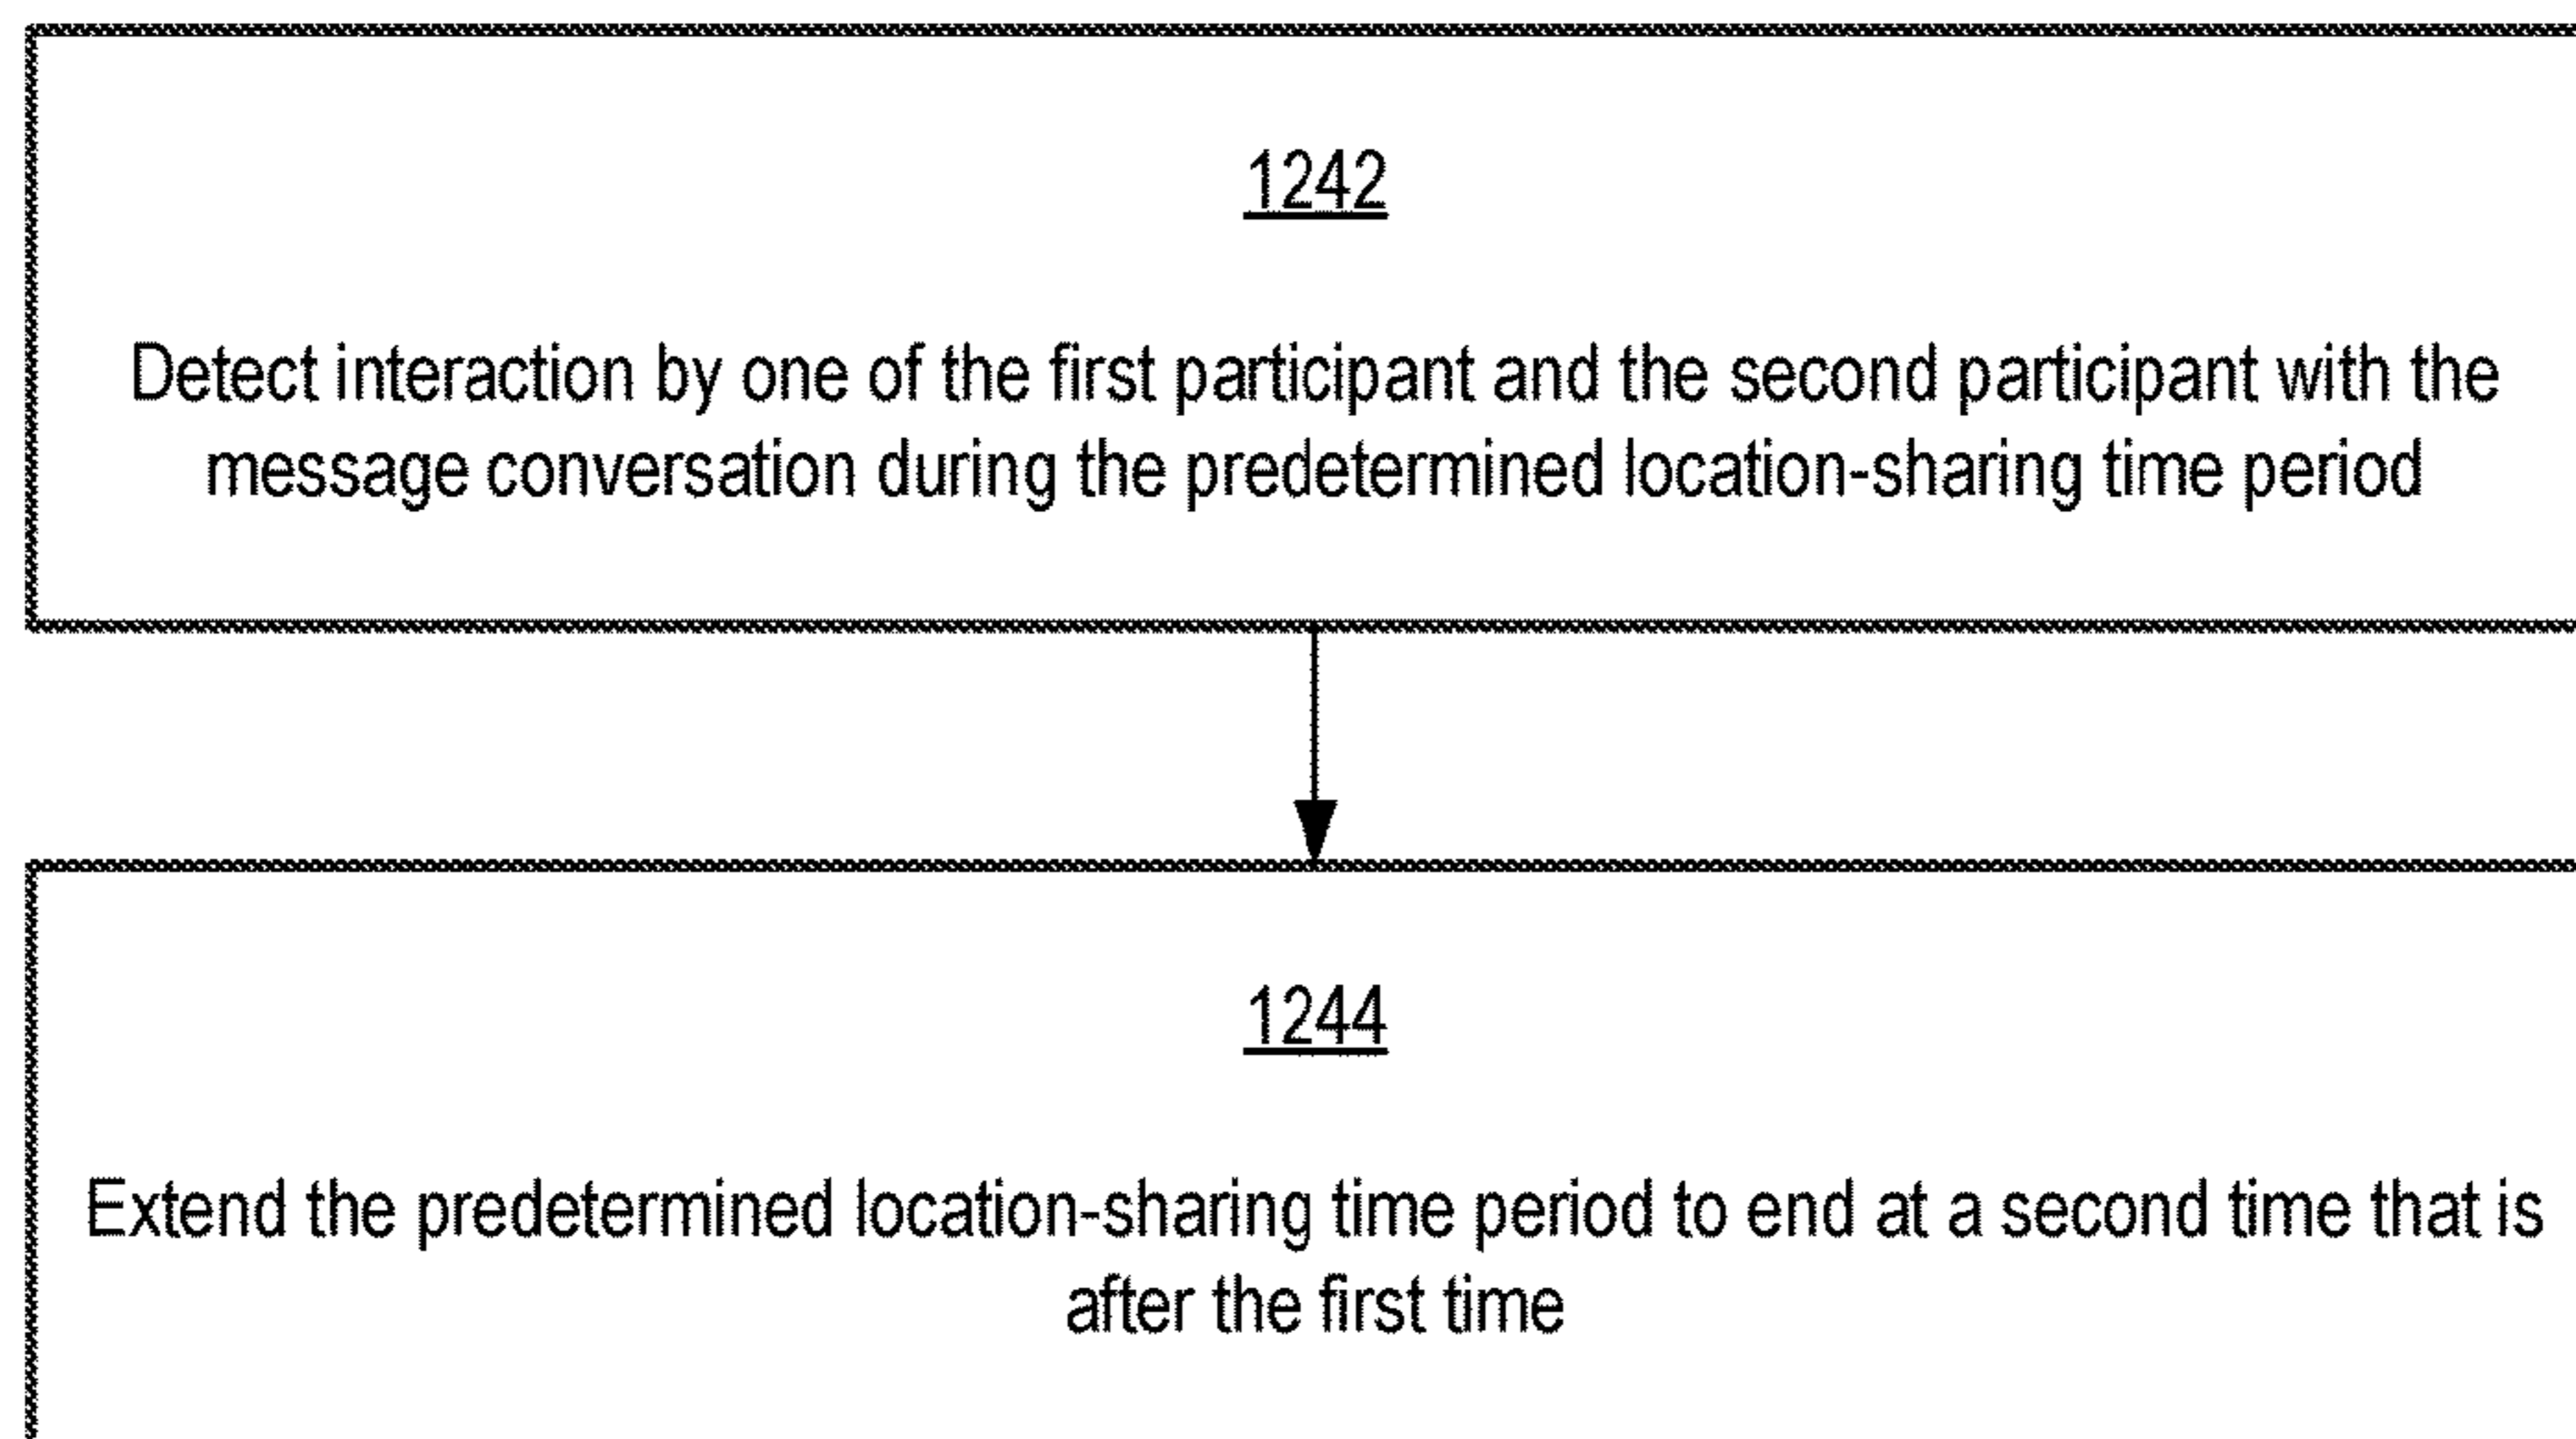 1242
Detect interaction by one of the first participant and the second participant with the
message conversation during the predetermined location-sharing time period
1244
Extend the predetermined location-sharing time period to end at a second time that is
after the first time